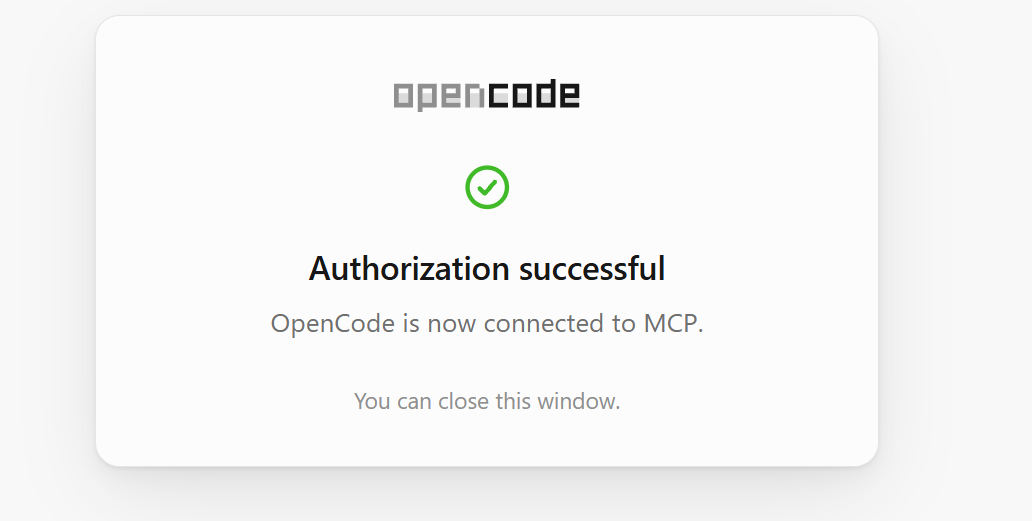 opencode
Authorization successful
OpenCode is now connected to MCP.
You can close this window.